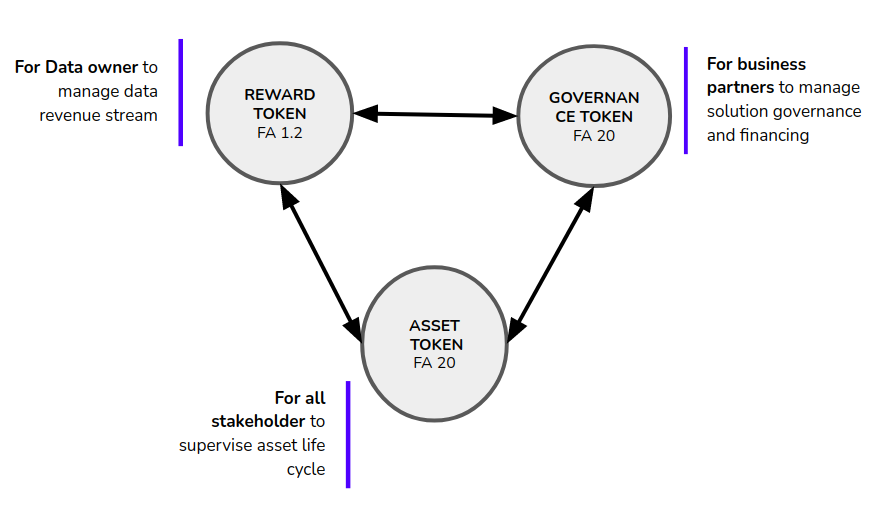 For Data owner to
manage data
revenue stream
REWARD
TOKEN
FA 1.2
GOVERNAN
CE TOKEN
FA 20
For business
partners to manage
solution governance
and financing
ASSET
TOKEN
FA 20
For all
stakeholder to
supervise asset life
cycle